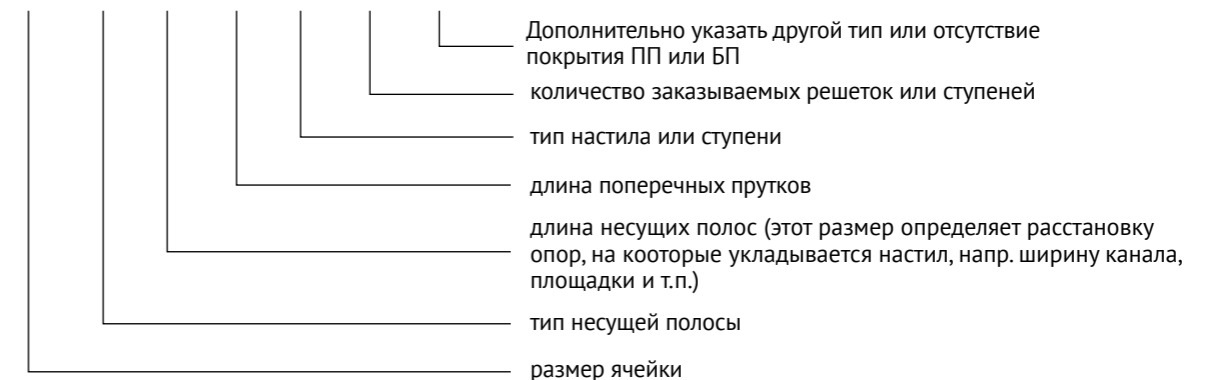 Дополнительно указать другой тип или отсутствие
покрытия ПП или БП
количество заказываемых решеток или ступеней
тип настила или ступени
длина поперечных прутков
длина несущих полос (этот размер определяет расстановку
опор, на кооторые укладывается настил, напр. ширину канала,
площадки и т.п.)
тип несущей полосы
размер ячейки